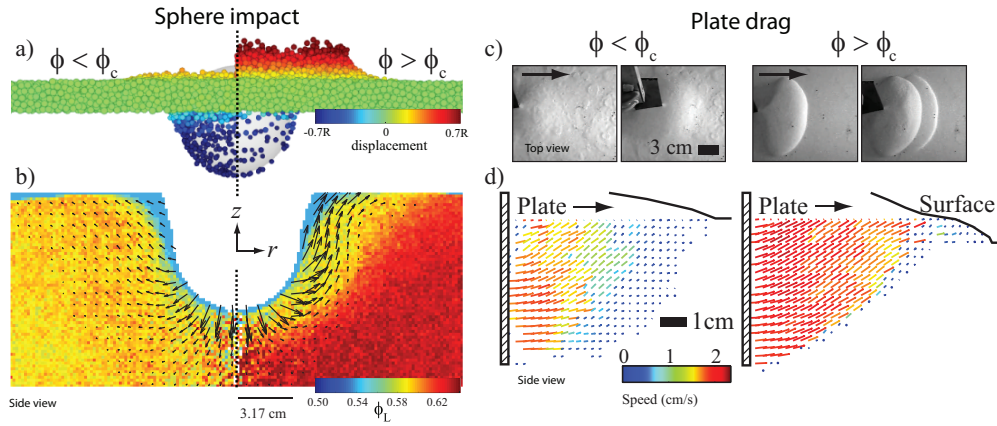 Sphere impact
Plate drag
a)
ϕ < ϕc
ϕ > ϕc
-0.7R
0
0.7R
displacement
b)
z
r
Side view
3.17 cm
0.50
0.54
0.58
0.62
ϕL
c)
ϕ < ϕc
ϕ > ϕc
Top view
3 cm
d)
Plate
Plate
Surface
1cm
0
1
2
Speed (cm/s)
Side view